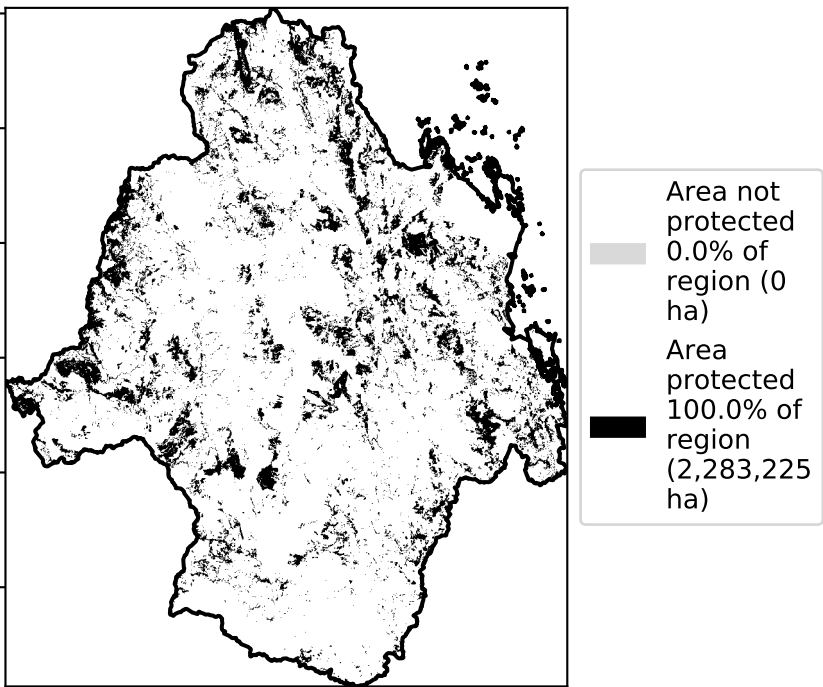 Area not
protected
0.0% of
region (0
ha)
Area
protected
100.0% of
region
(2,283,225
ha)